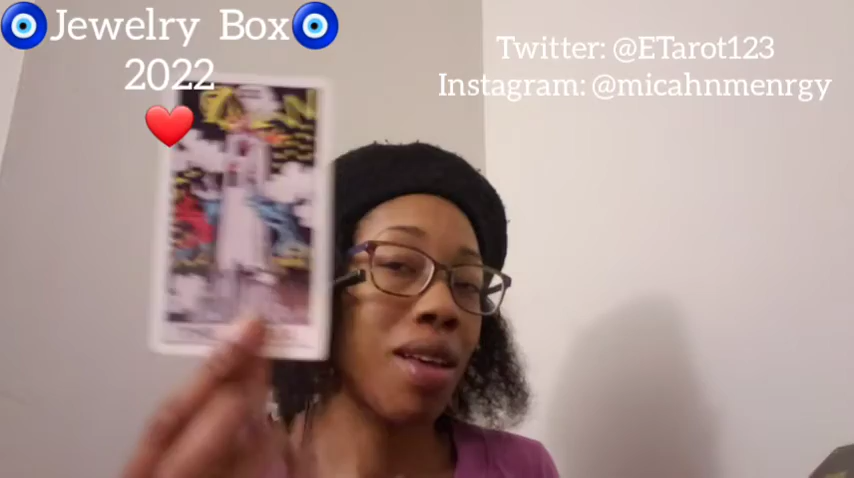 🧿Jewelry Box🧿
2022
❤️
Twitter: @ETarot123
Instagram: @micahnmenrgy